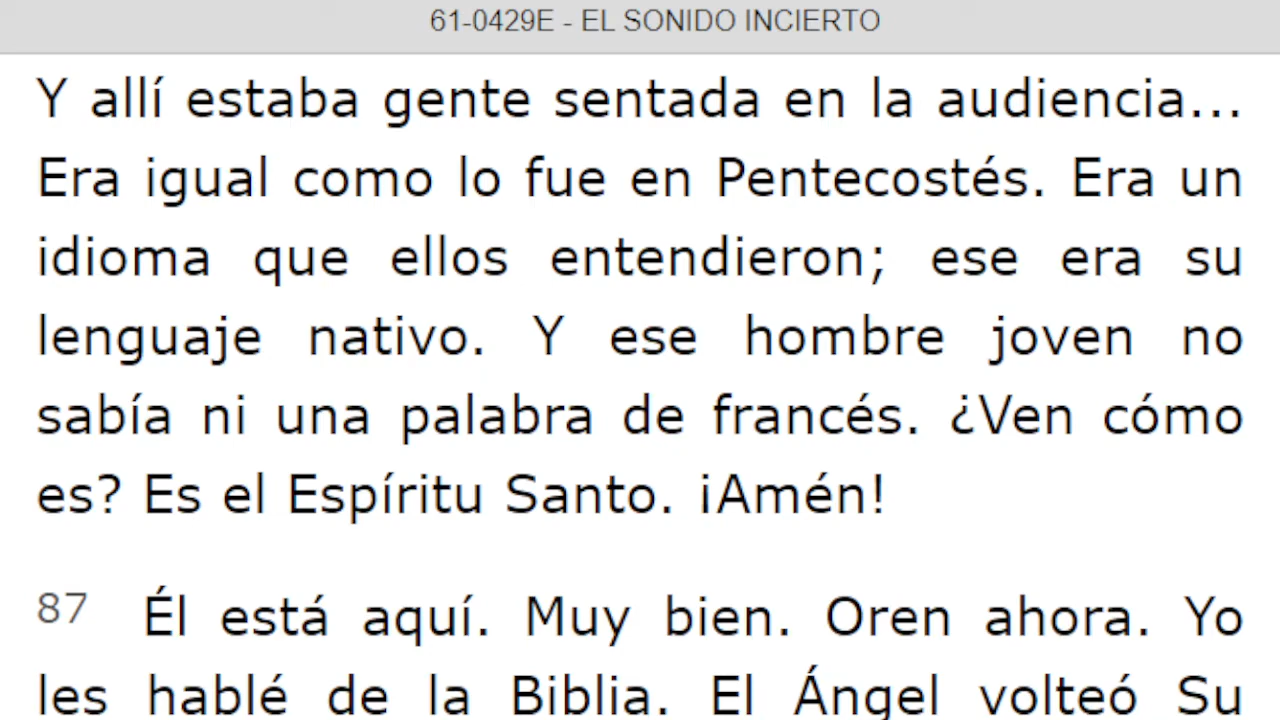 61-0429E - EL SONIDO INCIERTO
Y allí estaba gente sentada en la audiencia...
Era igual como lo fue en Pentecostés. Era un
idioma que ellos entendieron; ese era su
lenguaje nativo. Y ese hombre joven no
sabía ni una palabra de francés. ¿Ven cómo
es? Es el Espíritu Santo. ¡Amén!
87 Él está aquí. Muy bien. Oren ahora. Yo
les hablé de la Biblia. El Ángel volteó Su